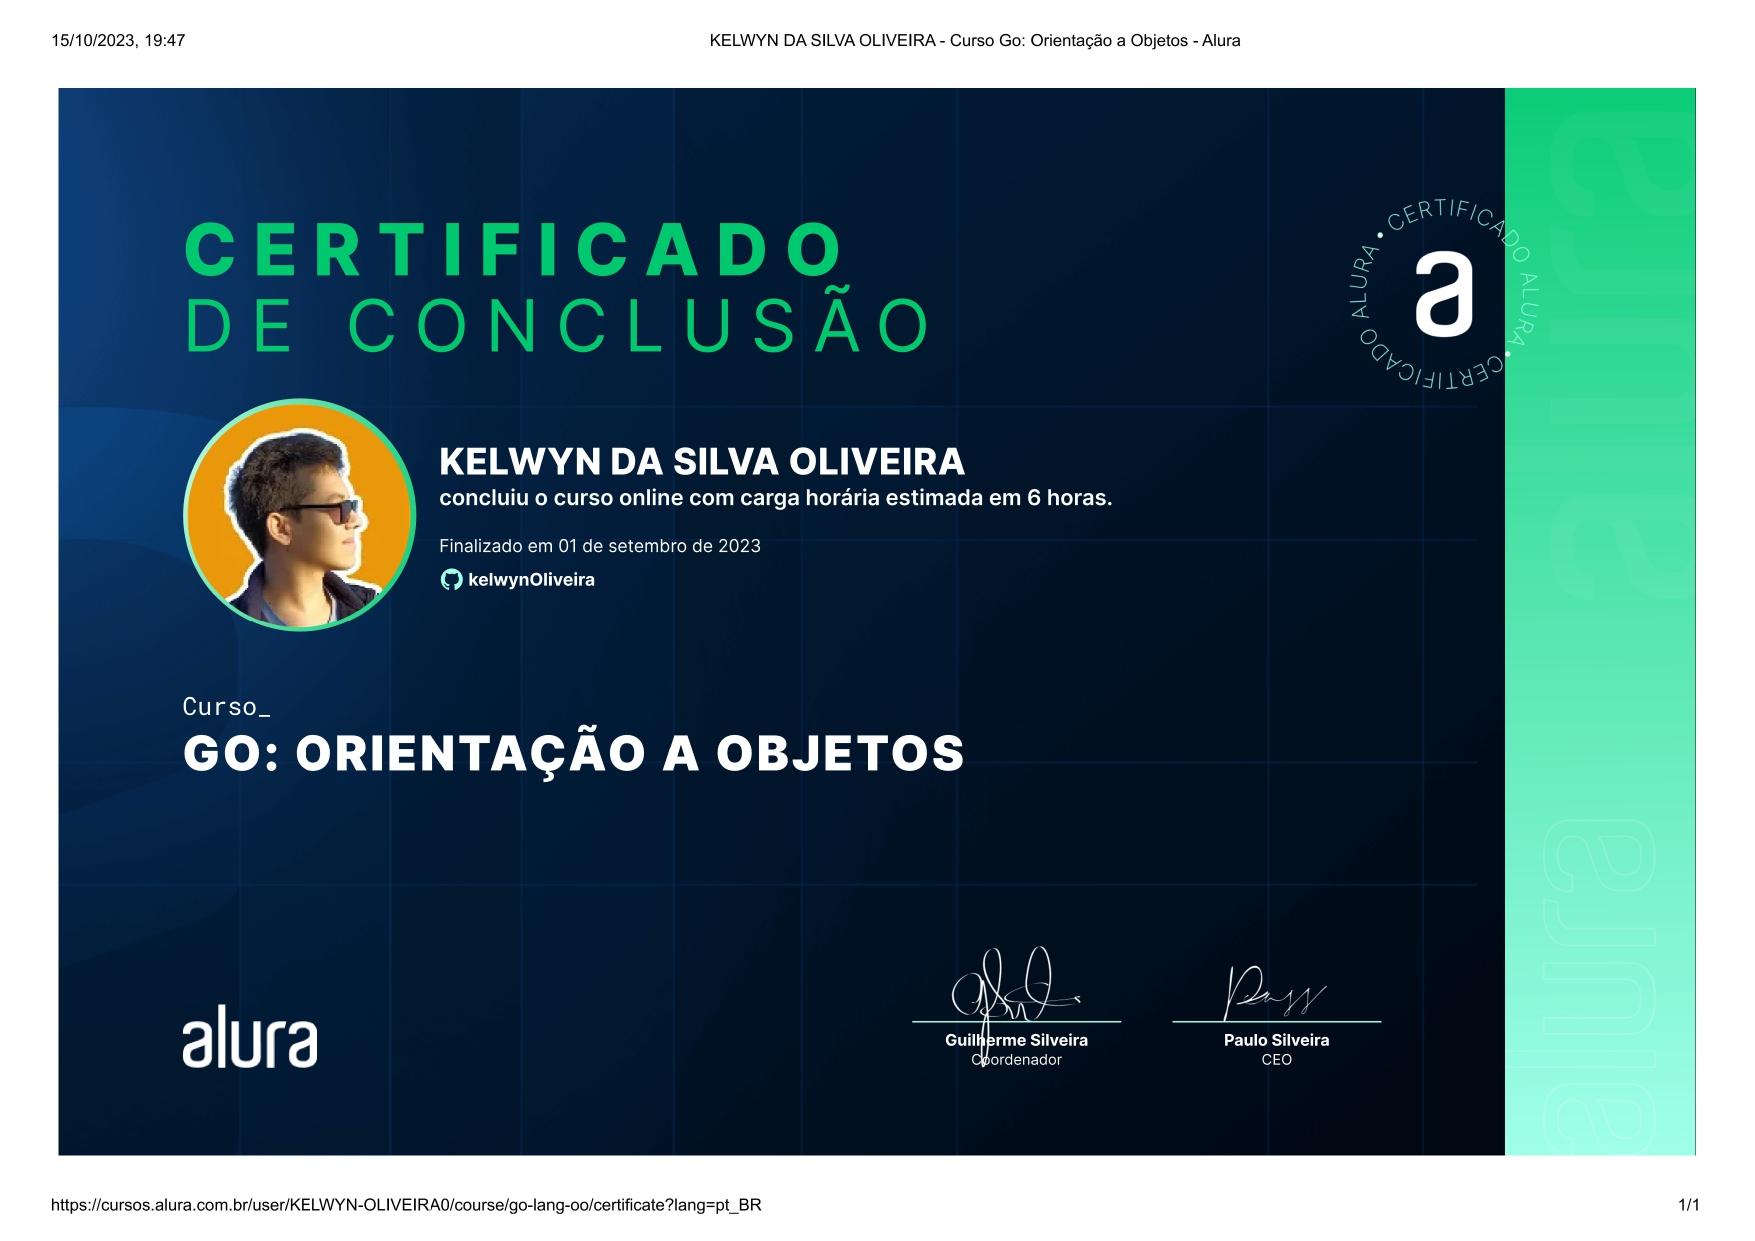 15/10/2023, 19:47
KELWYN DA SILVA OLIVEIRA - Curso Go: Orientação a Objetos - Alura
CERTIFICADO
DE CONCLUSÃO
CERTIFICADO ALURA • CERTIFICADO ALURA •
a
KELWYN DA SILVA OLIVEIRA
concluiu o curso online com carga horária estimada em 6 horas.
Finalizado em 01 de setembro de 2023
kelwynOliveira
Curso_
GO: ORIENTAÇÃO A OBJETOS
alura
Guilherme Silveira
Coordenador
Paulo Silveira
CEO
alura
alura
https://cursos.alura.com.br/user/KELWYN-OLIVEIRA0/course/go-lang-oo/certificate?lang=pt_BR
1/1